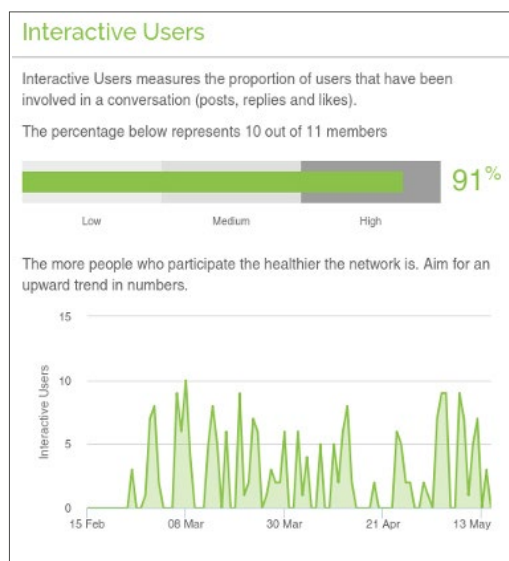 Interactive Users
Interactive Users measures the proportion of users that have been
involved in a conversation (posts, replies and likes).
The percentage below represents 10 out of 11 members
91%
Low Medium High
The more people who participate the healthier the network is. Aim for an
upward trend in numbers.
15
10
5
0
Interactive Users
15 Feb 08 Mar 30 Mar 21 Apr 13 May